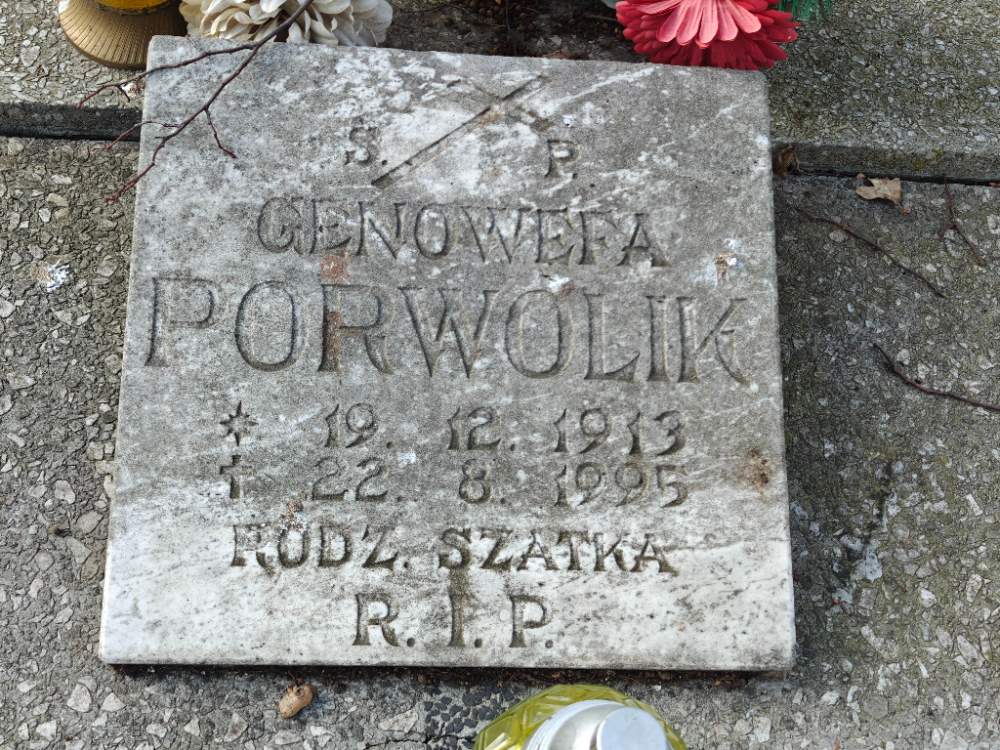 Ś. P.
GENOWEFA
PORWOLIK
* 19. 12. 1913
† 22. 8. 1995
RODZ. SZATKA
R. I. P.